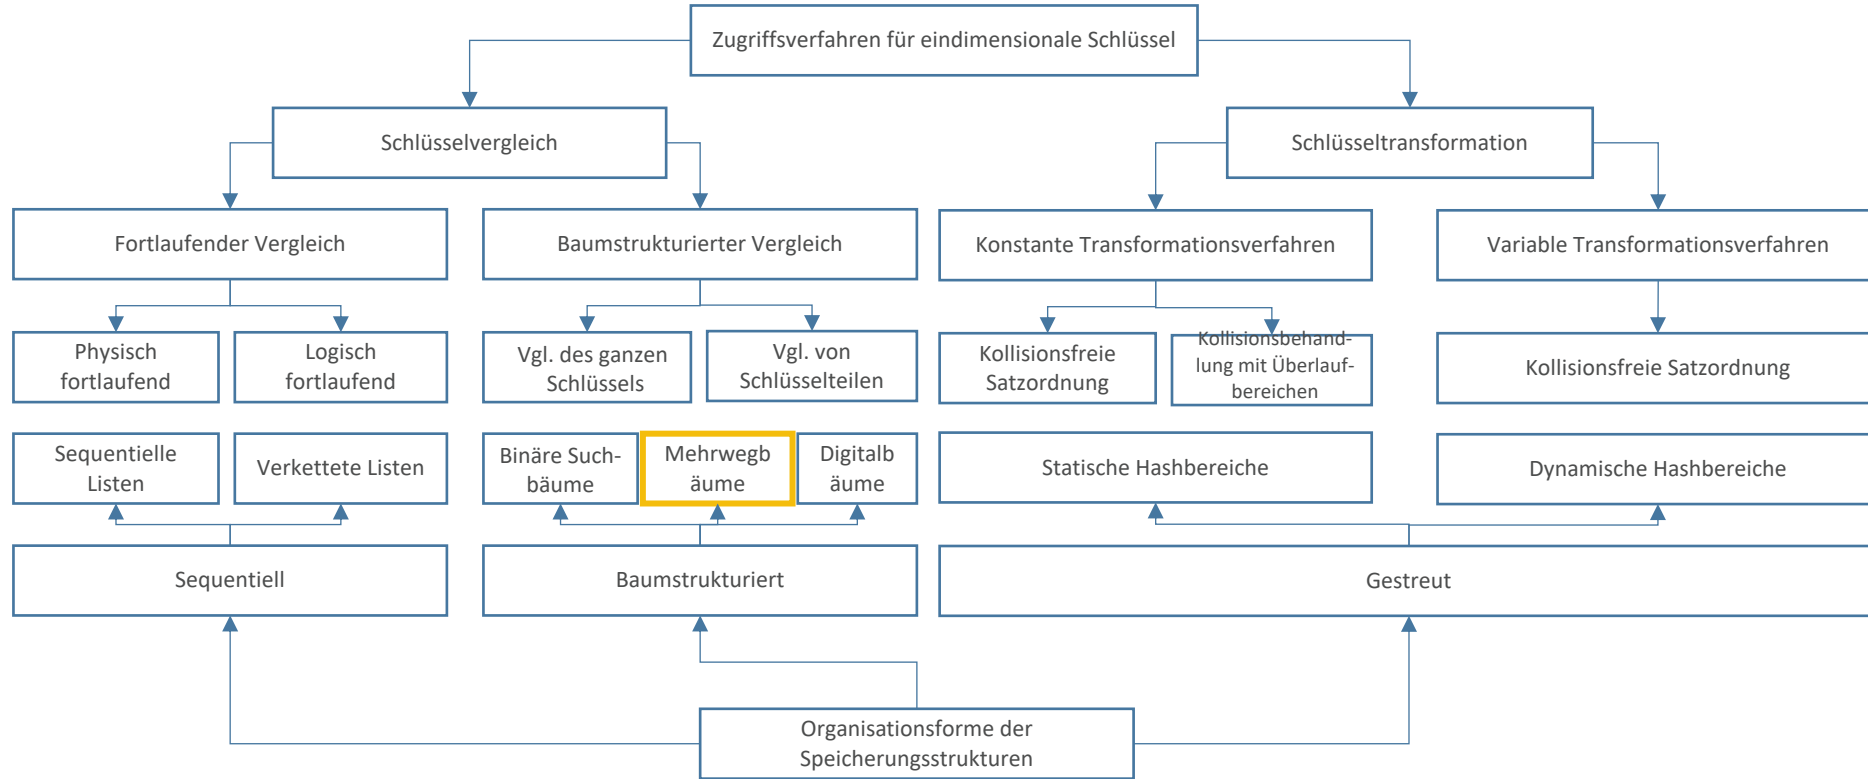 Zugriffsverfahren für eindimensionale Schlüssel
Schlüsselvergleich
Schlüsseltransformation
Fortlaufender Vergleich
Baumstrukturierter Vergleich
Konstante Transformationsverfahren
Variable Transformationsverfahren
Physisch
fortlaufend
Logisch
fortlaufend
Vgl. des ganzen
Schlüssels
Vgl. von
Schlüsselteilen
Kollisionsfreie
Satzordnung
Kollisionsbehand-
lung mit Überlauf-
bereichen
Kollisionsfreie Satzordnung
Sequentielle
Listen
Verkettete Listen
Binäre Such-
bäume
Mehrwegb
äume
Digitalb
äume
Statische Hashbereiche
Dynamische Hashbereiche
Sequentiell
Baumstrukturiert
Gestreut
Organisationsforme der
Speicherungsstrukturen